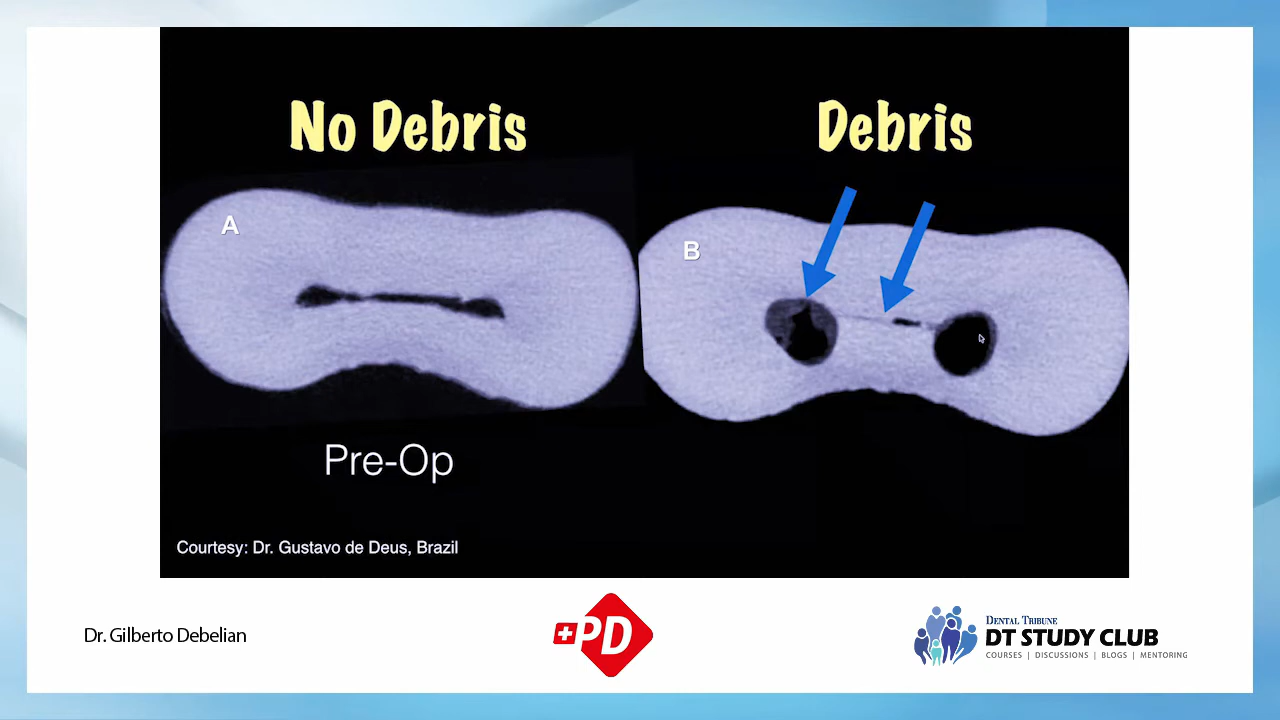 No Debris
Debris
A
B
Pre-Op
Courtesy: Dr. Gustavo de Deus, Brazil
Dr. Gilberto Debelian
PD
DENTAL TRIBUNE
DT STUDY CLUB
COURSES | DISCUSSIONS | BLOGS | MENTORING